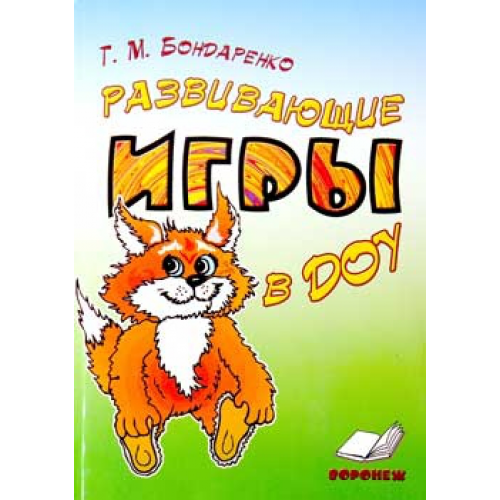 Т. М. Бондаренко
РАЗВИВАЮЩИЕ
ИГРЫ
в ДОУ
ВОРОНЕЖ